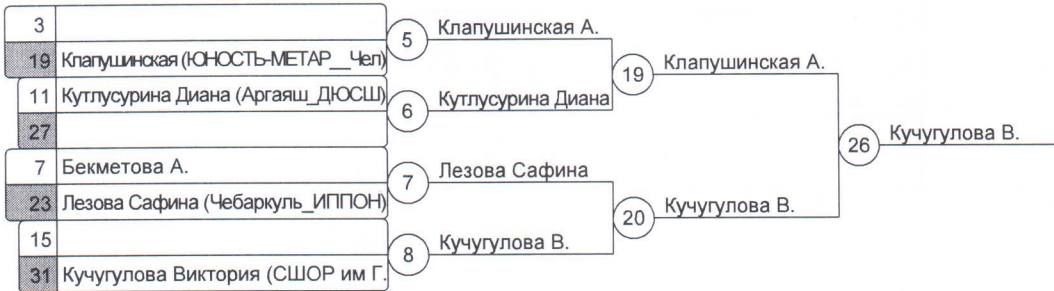 3
5
Клапушинская А.
19 Клапушинская (ЮНОСТЬ-МЕТАР__Чел)
19
Клапушинская А.
11 Кутлусурина Диана (Аргаяш_ДЮСШ)
6
Кутлусурина Диана
27
26
Кучугулова В.
7 Бекметова А.
7
Лезова Сафина
23 Лезова Сафина (Чебаркуль_ИППОН)
20
Кучугулова В.
15
8
Кучугулова В.
31 Кучугулова Виктория (СШОР им Г.